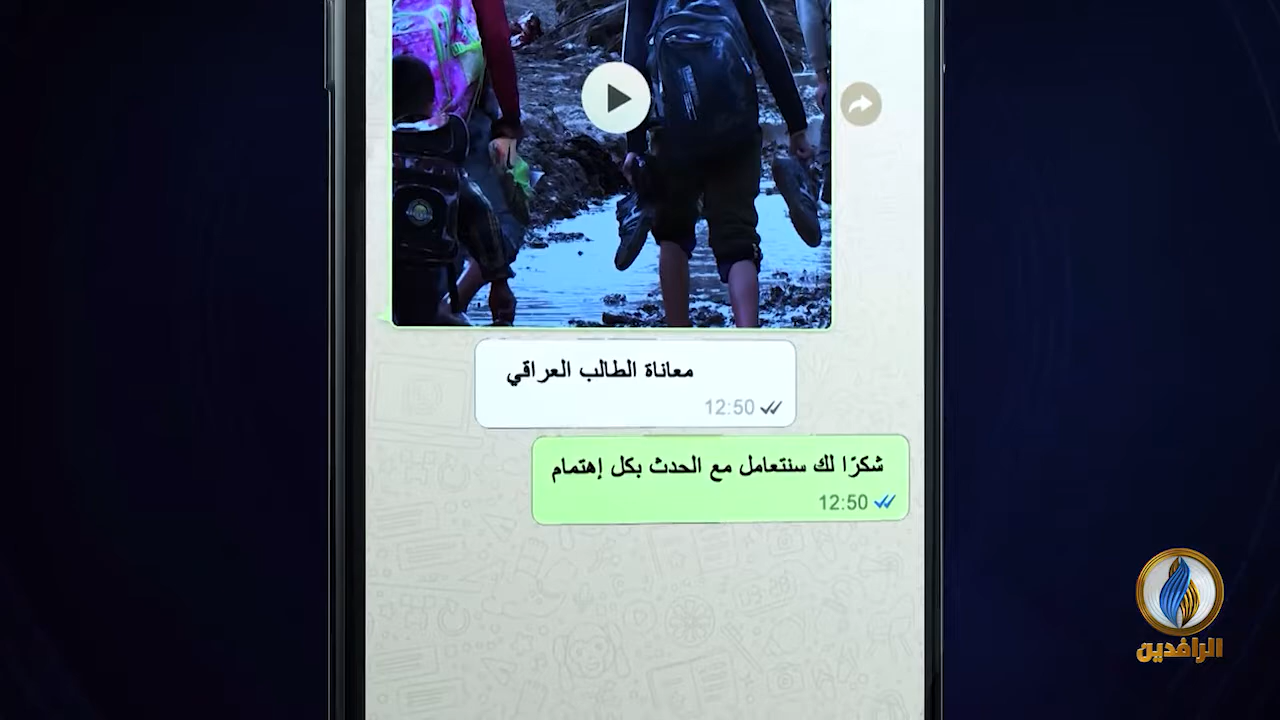 معاناة الطالب العراقي
12:50
شكرًا لك سنتعامل مع الحدث بكل إهتمام
12:50
الرافدين